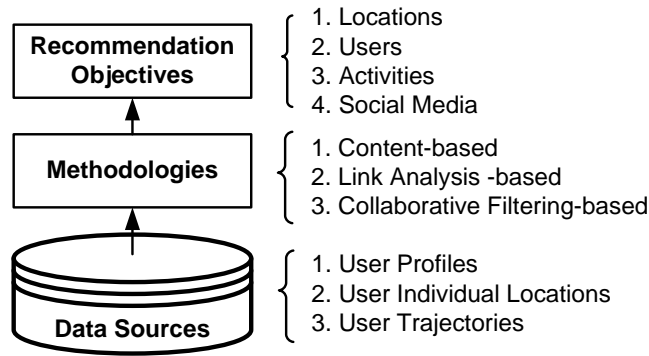 Recommendation
Objectives
1. Locations
2. Users
3. Activities
4. Social Media
Methodologies
1. Content-based
2. Link Analysis -based
3. Collaborative Filtering-based
Data Sources
1. User Profiles
2. User Individual Locations
3. User Trajectories